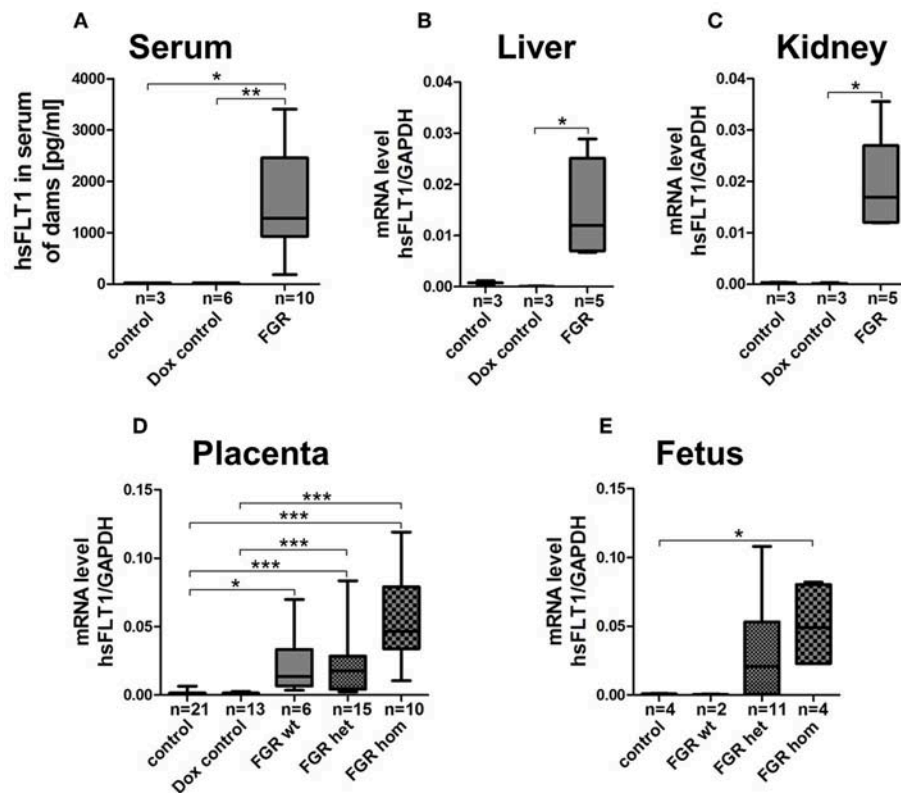 A
Serum
hsFLT1 in serum
of dams [pg/ml]
4000
3000
2000
1000
0
*
**
n=3
n=6
n=10
control
Dox control
FGR
B
Liver
mRNA level
hsFLT1/GAPDH
0.04
0.03
0.02
0.01
0.00
*
n=3
n=3
n=5
control
Dox control
FGR
C
Kidney
mRNA level
hsFLT1/GAPDH
0.04
0.03
0.02
0.01
0.00
*
n=3
n=3
n=5
control
Dox control
FGR
D
Placenta
mRNA level
hsFLT1/GAPDH
0.15
0.10
0.05
0.00
***
***
***
***
*
n=21
n=13
n=6
n=15
n=10
control
Dox control
FGR wt
FGR het
FGR hom
E
Fetus
mRNA level
hsFLT1/GAPDH
0.15
0.10
0.05
0.00
*
n=4
n=2
n=11
n=4
control
FGR wt
FGR het
FGR hom